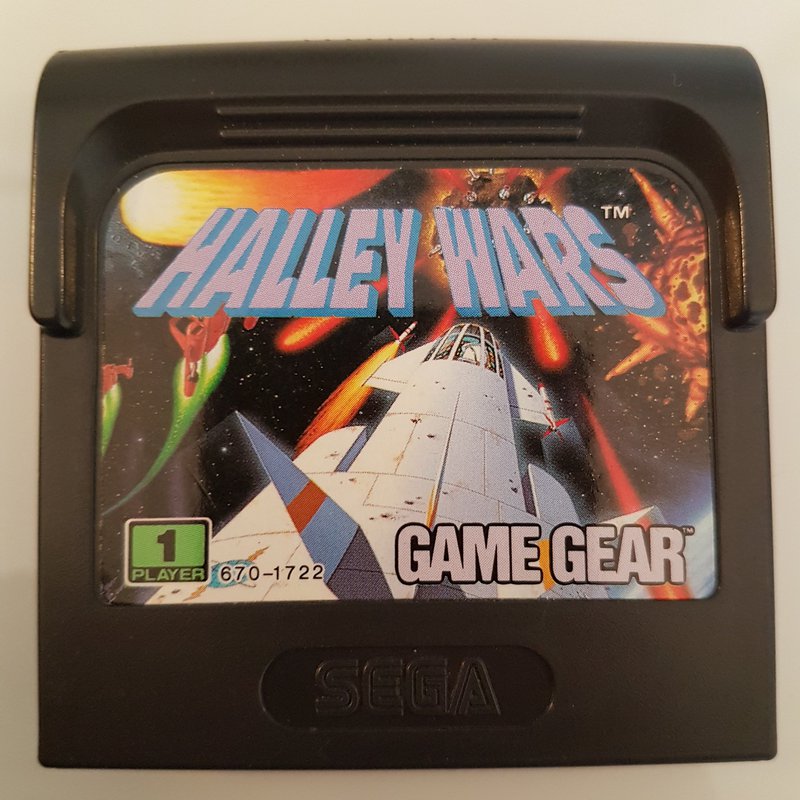 HALLEY WARS™
1
PLAYER
670-1722
GAME GEAR™
SEGA